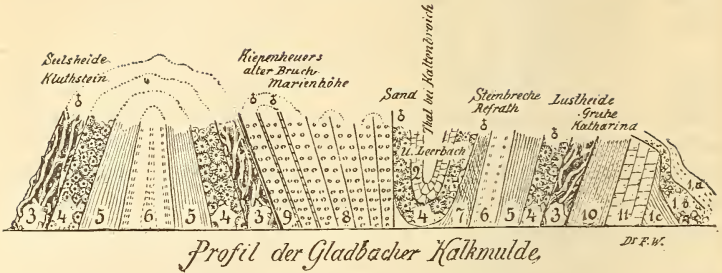 Seelsheide
Kluthstein
Kiepenheuers
alter Bruch
Marienhöhe
Sand
Thal bei Kaltenbroich
u. Leerbach
Steinbreche
Refrath
Lustheide
Grube
Katharina
3 4 5 6 5 4 3 9 8 2 4 7 6 5 4 3 10 11 1c 1b 1a
Profil der Gladbacher Kalkmulde.
Dr F. W.